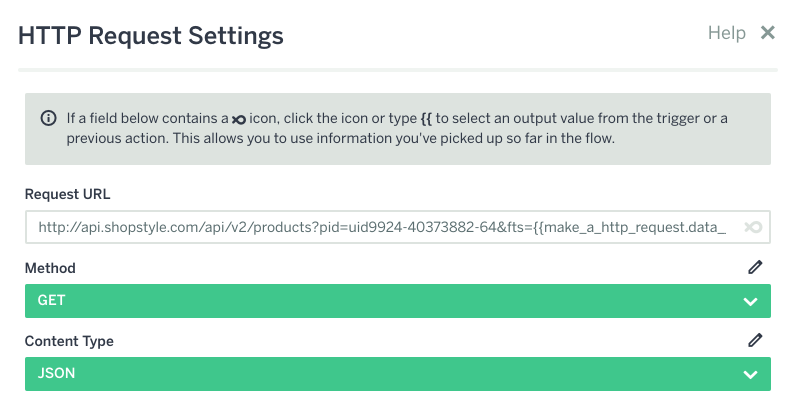 HTTP Request Settings
Help
If a field below contains a icon, click the icon or type {{ to select an output value from the trigger or a
previous action. This allows you to use information you've picked up so far in the flow.
Request URL
http://api.shopstyle.com/api/v2/products?pid=uid9924-40373882-64&fts={{make_a_http_request.data_
Method
GET
Content Type
JSON